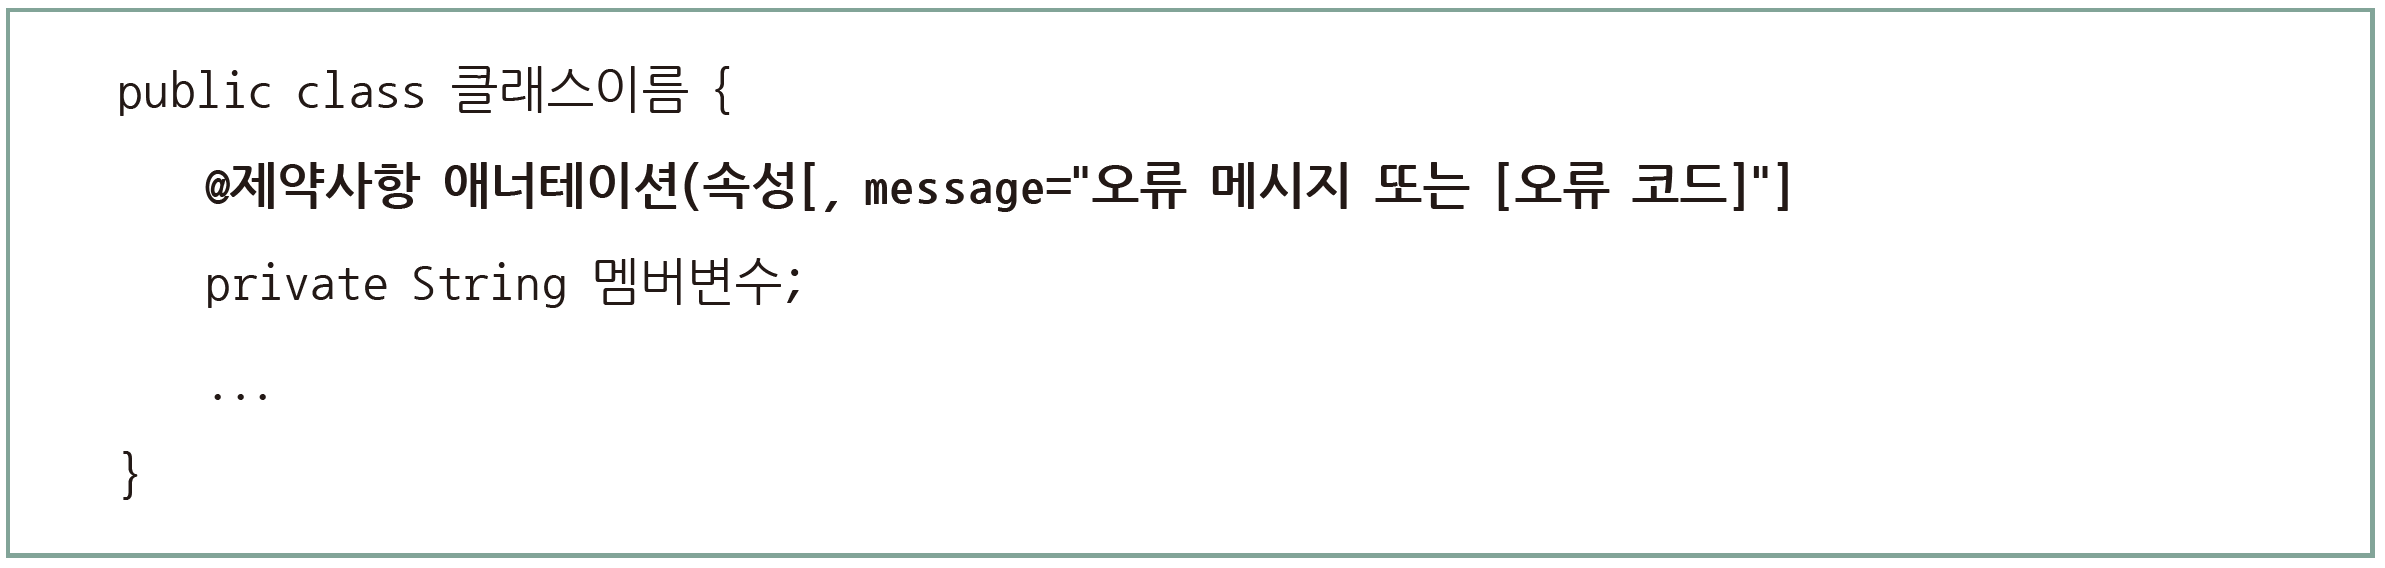 public class 클래스이름 {
@제약사항 애너테이션(속성[, message="오류 메시지 또는 [오류 코드]"]
private String 멤버변수;
...
}